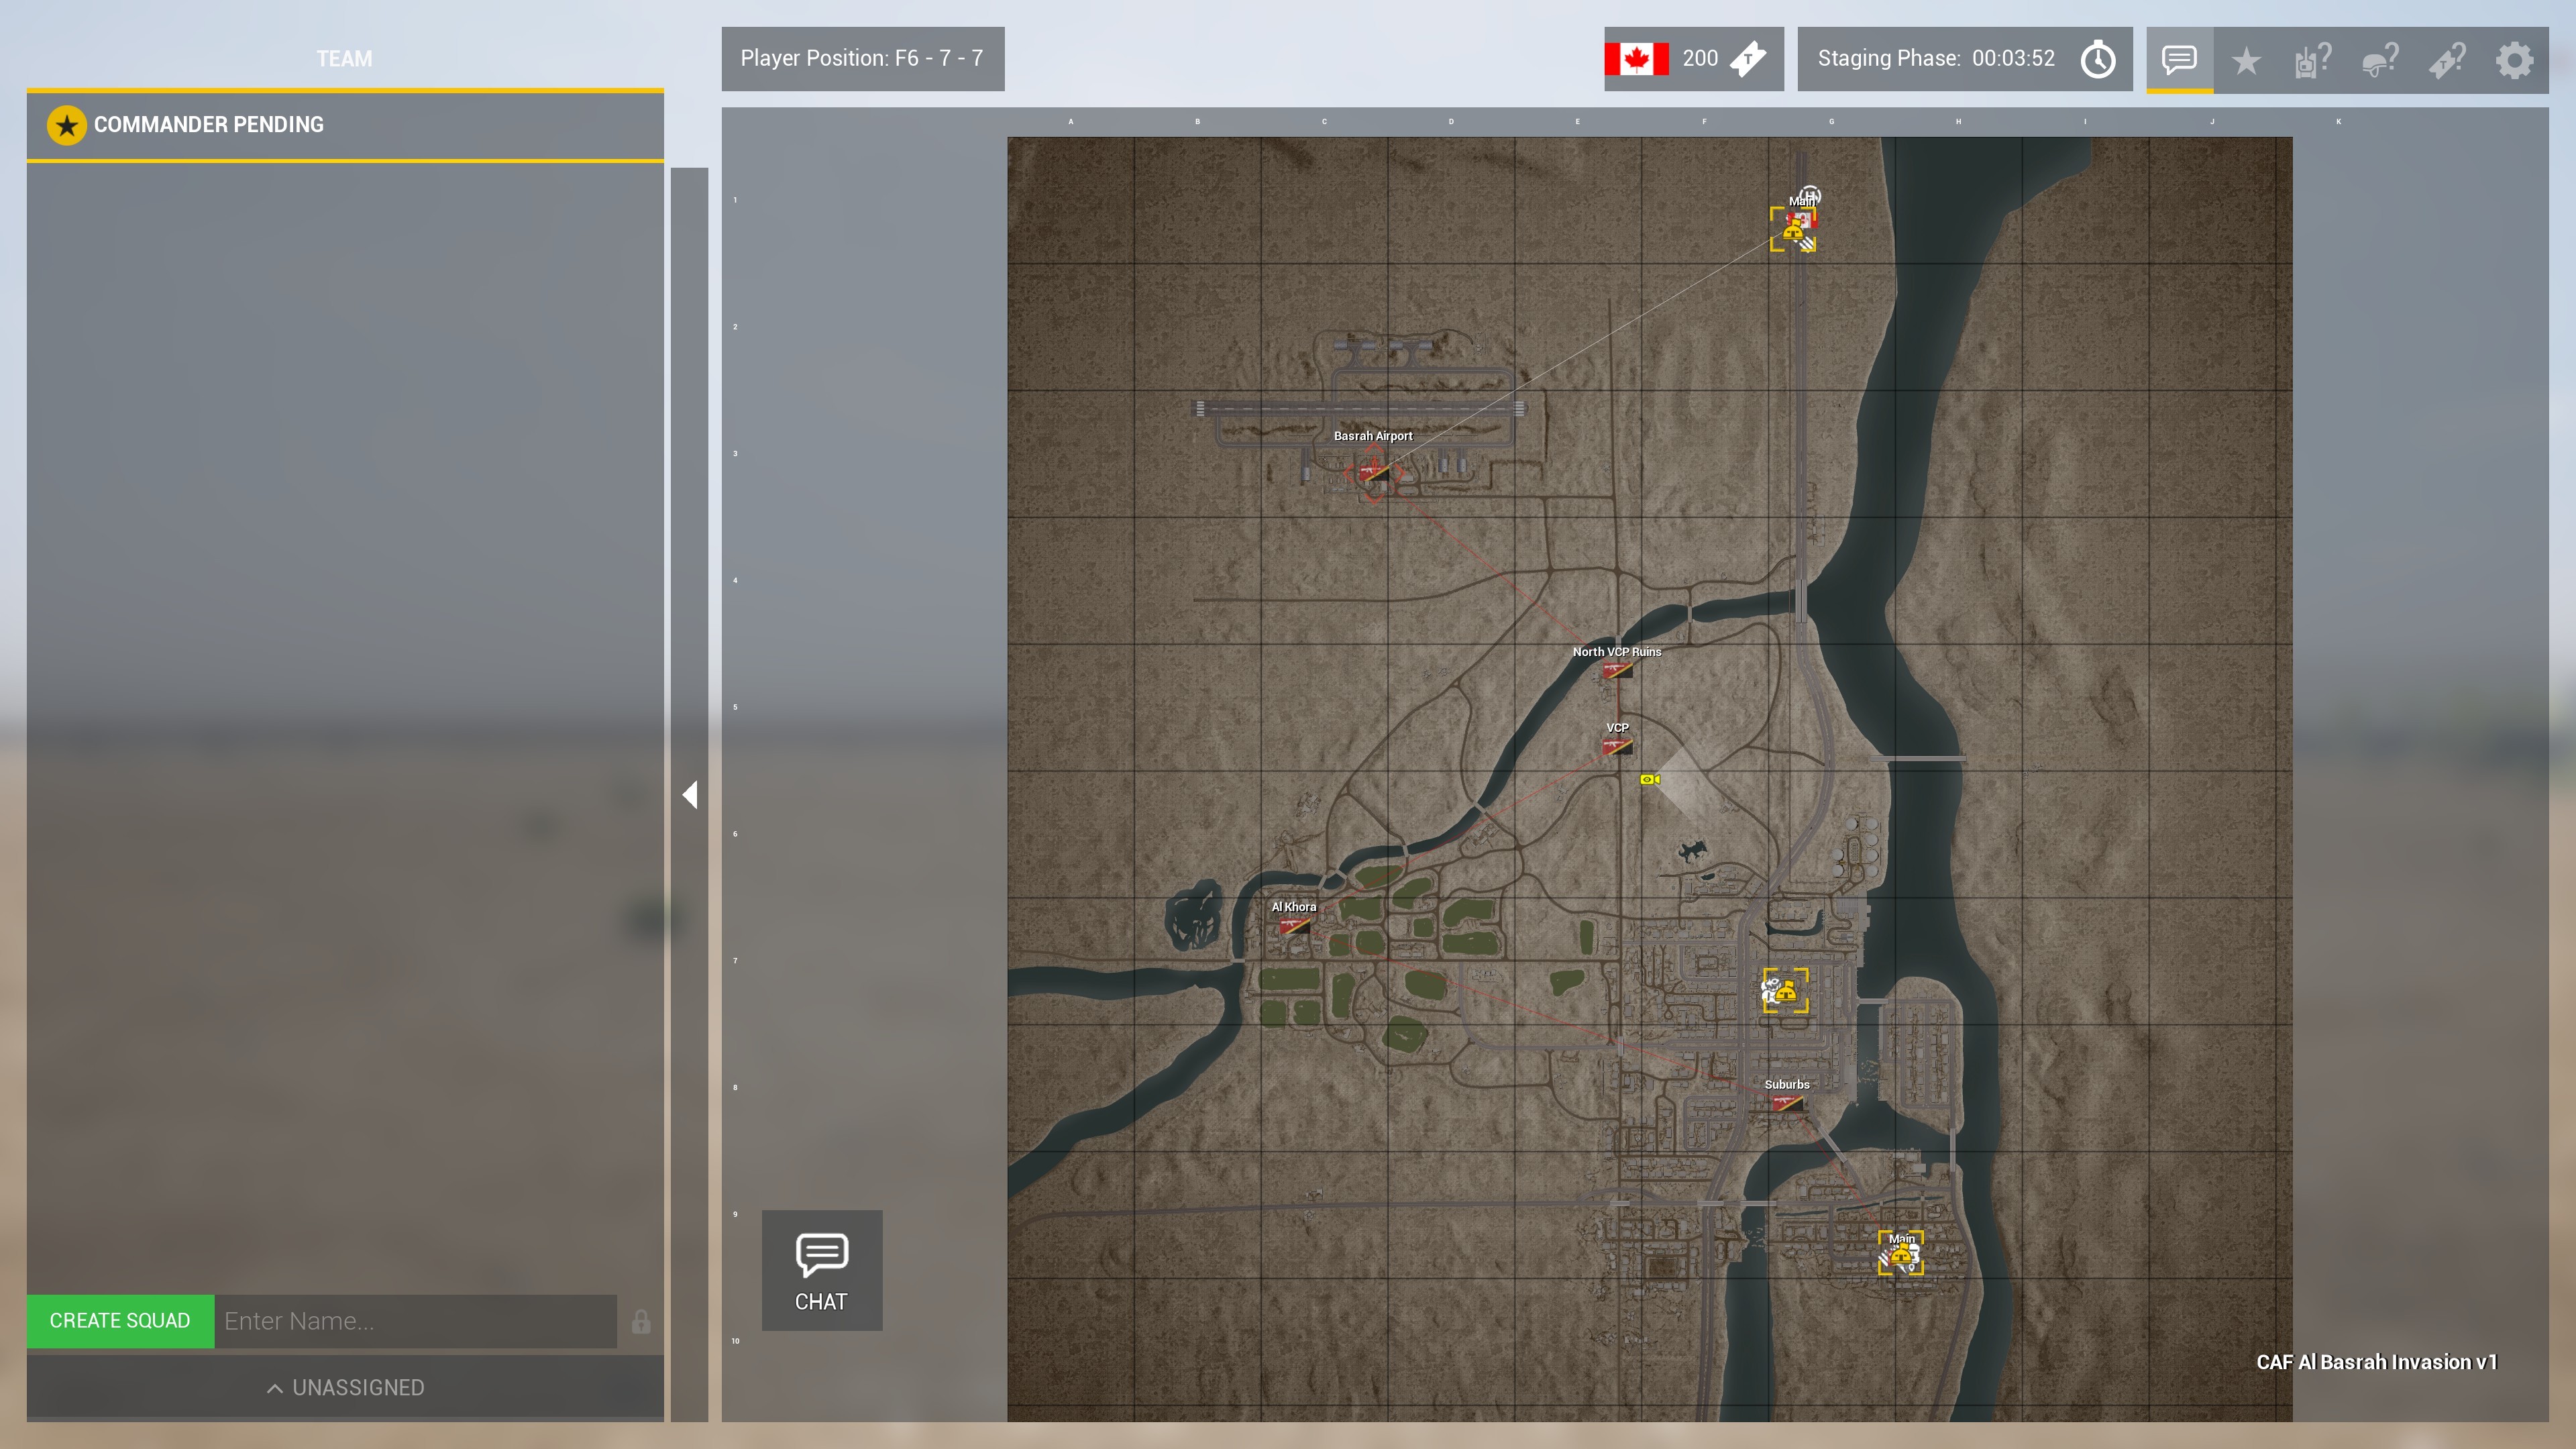 TEAM
Player Position: F6 - 7 - 7
200
T
Staging Phase: 00:03:52
?
?
T?
COMMANDER PENDING
A B C D E F G H I J K
1
H
Main
2
Basrah Airport
3
4
North VCP Ruins
5
VCP
6
Al Khora
7
8
Suburbs
9
Main
CHAT
CREATE SQUAD
Enter Name...
10
CAF Al Basrah Invasion v1
UNASSIGNED